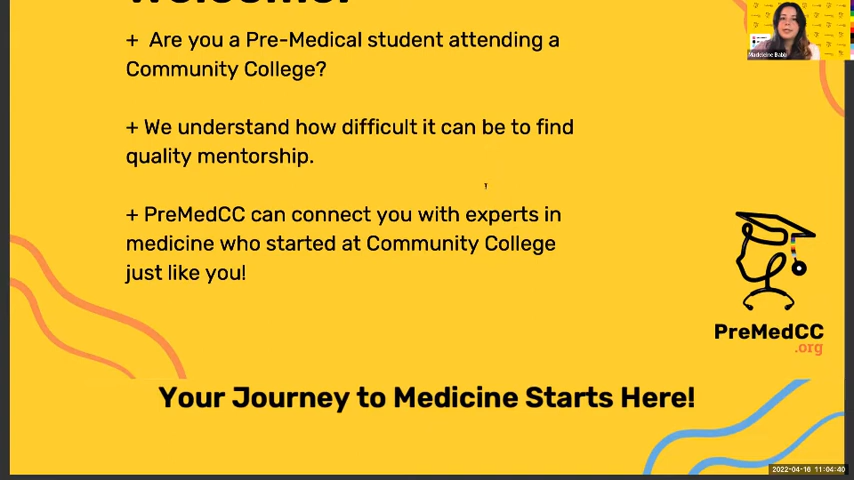 Welcome!
+ Are you a Pre-Medical student attending a
Community College?
+ We understand how difficult it can be to find
quality mentorship.
+ PreMedCC can connect you with experts in
medicine who started at Community College
just like you!
PreMedCC
.org
Your Journey to Medicine Starts Here!
Madeleine Babb
2022-04-16 11:04:40